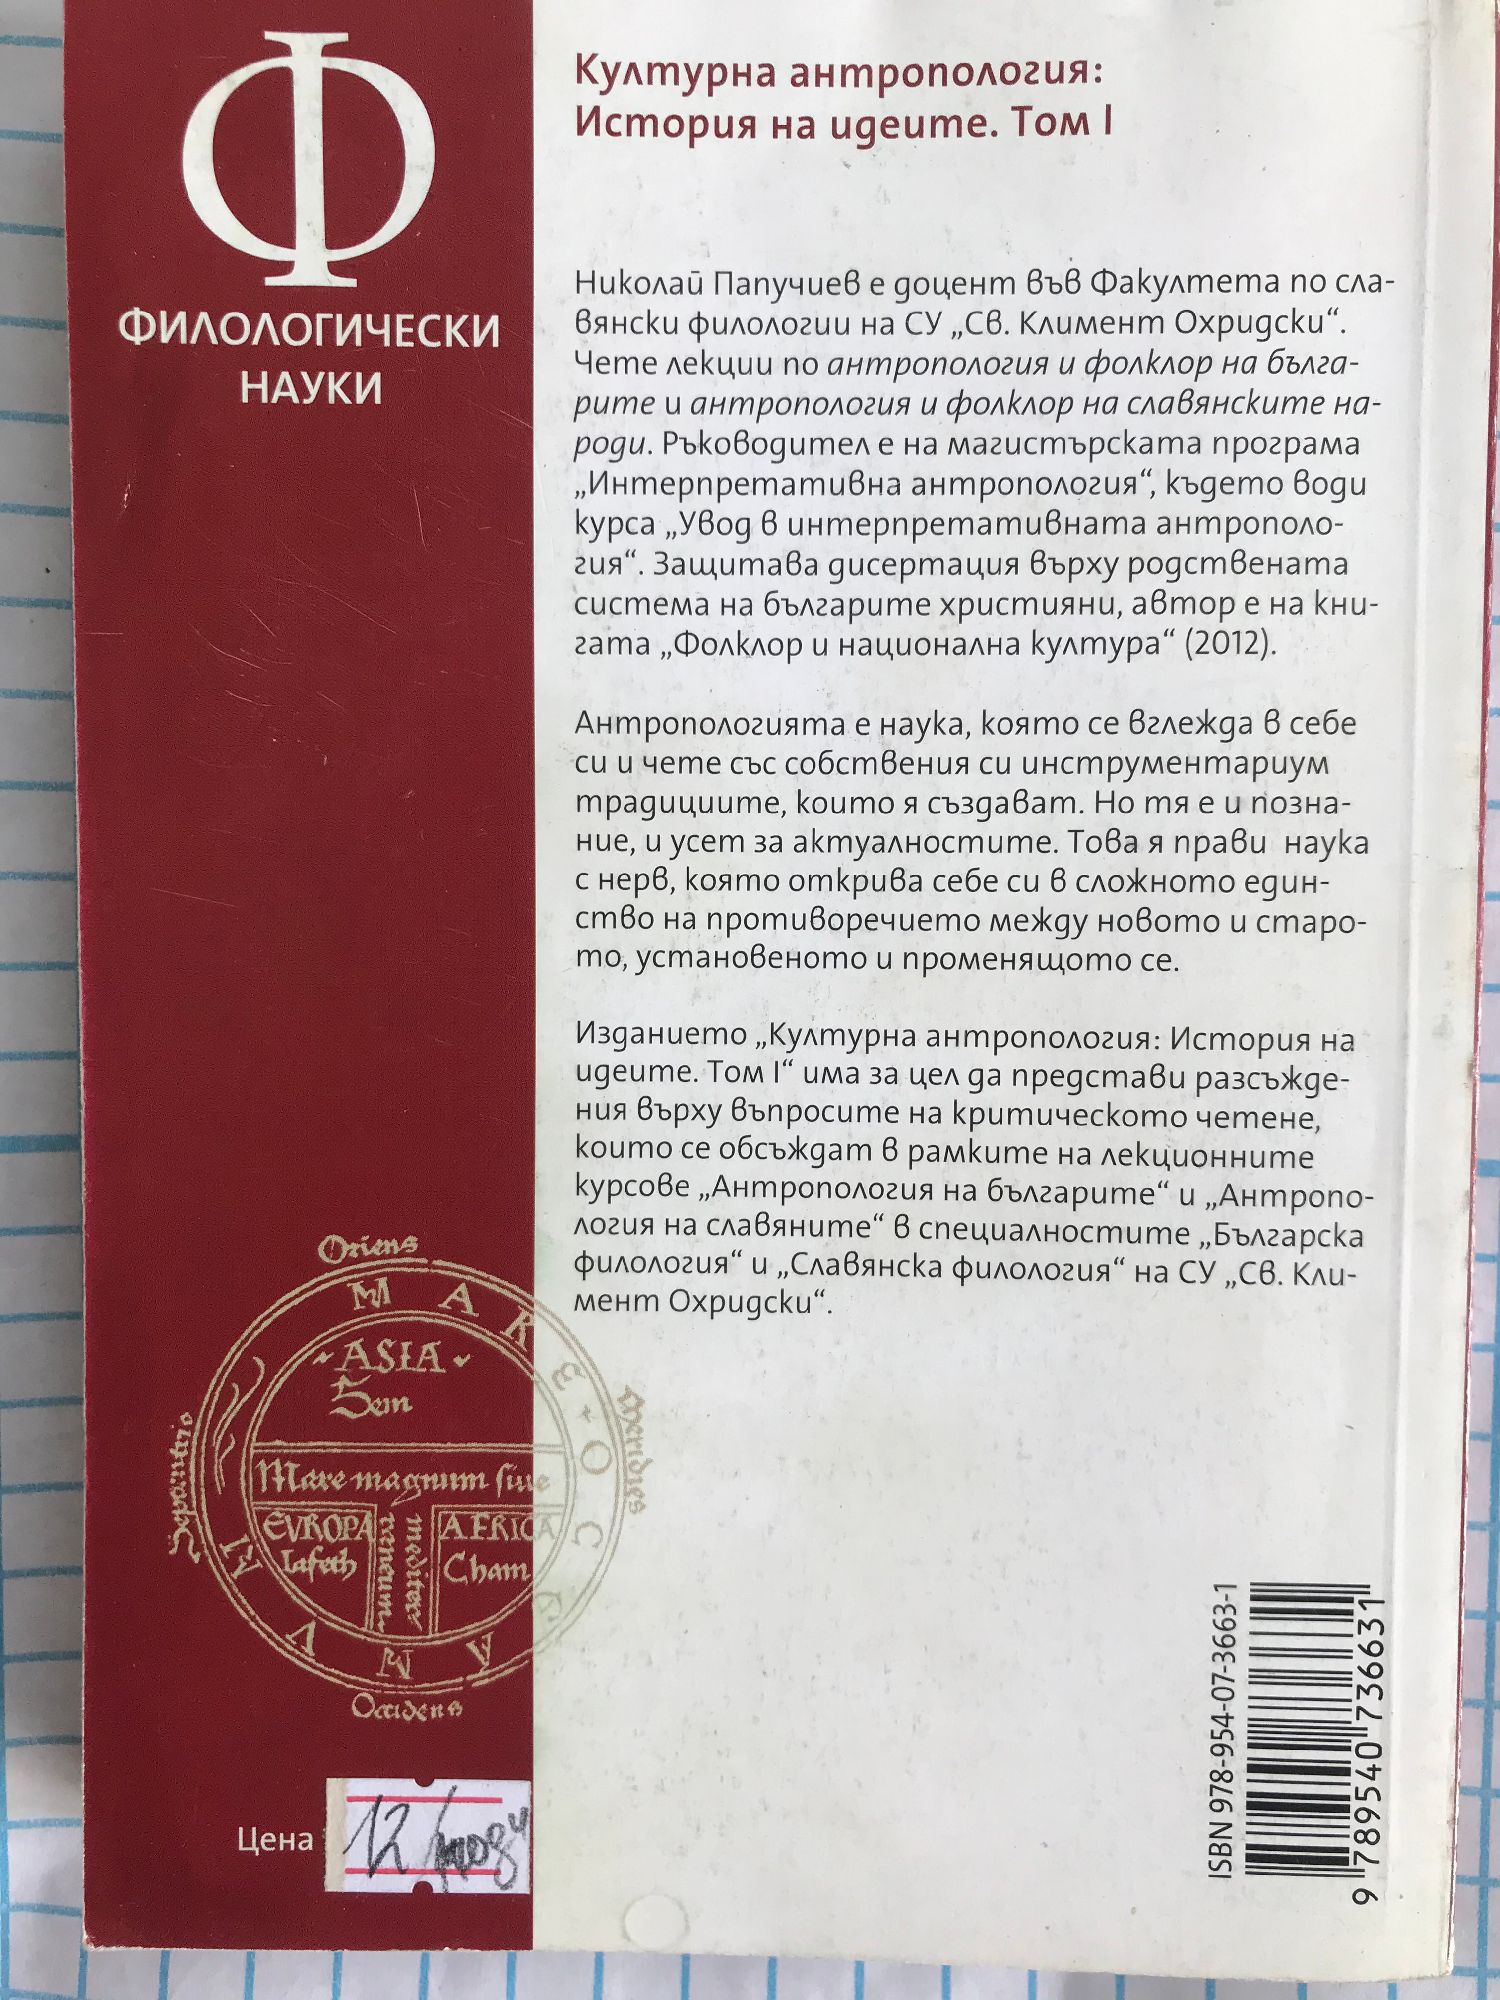 Ф
ФИЛОЛОГИЧЕСКИ
НАУКИ
Културна антропология:
История на идеите. Том I
Николай Папучиев е доцент във Факултета по сла-
вянски филологии на СУ „Св. Климент Охридски“.
Чете лекции по антропология и фолклор на бълга-
рите и антропология и фолклор на славянските на-
роди. Ръководител е на магистърската програма
„Интерпретативна антропология“, където води
курса „Увод в интерпретативната антрополо-
гия“. Защитава дисертация върху родствената
система на българите християни, автор е на кни-
гата „Фолклор и национална култура“ (2012).
Антропологията е наука, която се вглежда в себе
си и чете със собствения си инструментариум
традициите, които я създават. Но тя е и позна-
ние, и усет за актуалностите. Това я прави наука
с нерв, която открива себе си в сложното един-
ство на противоречието между новото и старо-
то, установеното и променящото се.
Изданието „Културна антропология: История на
идеите. Том I“ има за цел да представи разсъжде-
ния върху въпросите на критическото четене,
които се обсъждат в рамките на лекционните
курсове „Антропология на българите“ и „Антропо-
логия на славяните“ в специалностите „Българска
филология“ и „Славянска филология“ на СУ „Св. Кли-
мент Охридски“.
Oriens
MARE OCEANVM
Meridies
Septentrio
ASIA
Sem
Mare magnum sive
mediter
raneum
EVROPA
Iafeth
AFRICA
Cham
Occidens
Цена
12
ISBN 978-954-07-3663-1
9 789540 736631